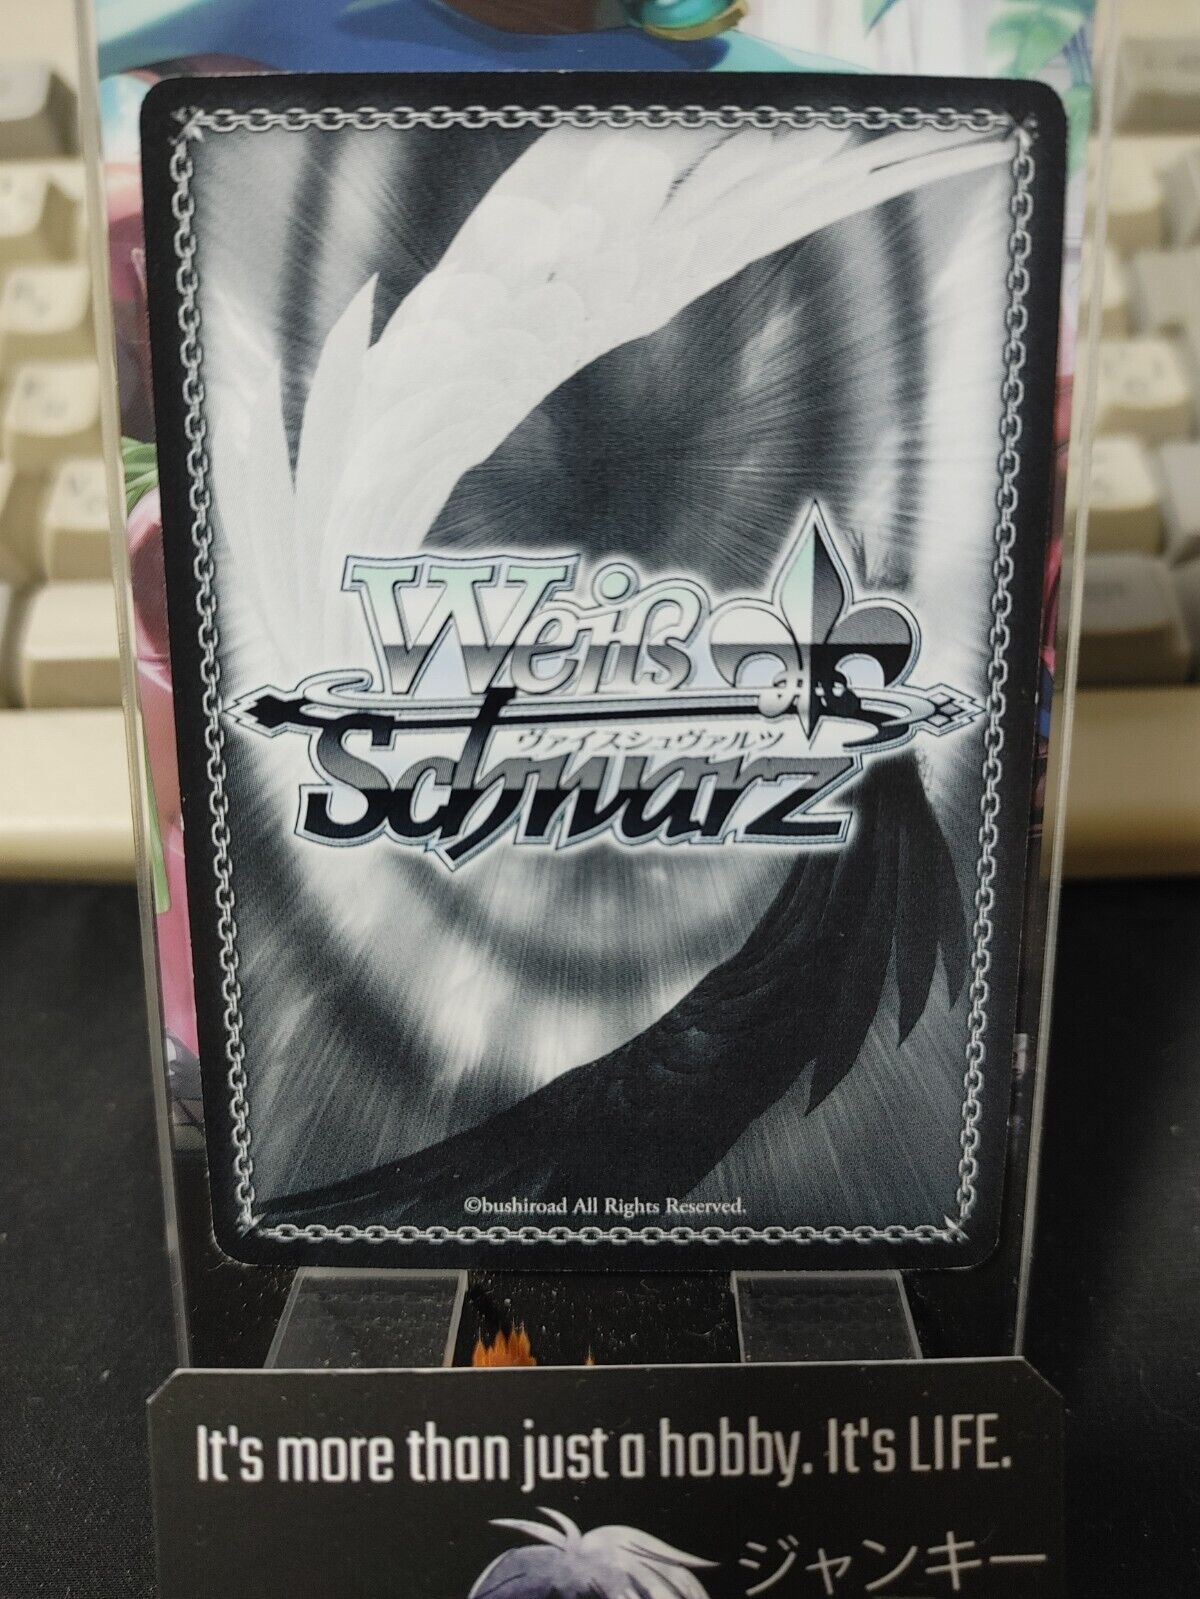 Weiß
ヴァイスシュヴァルツ
Schwarz
©bushiroad All Rights Reserved.
It's more than just a hobby. It's LIFE.
ジャンキー